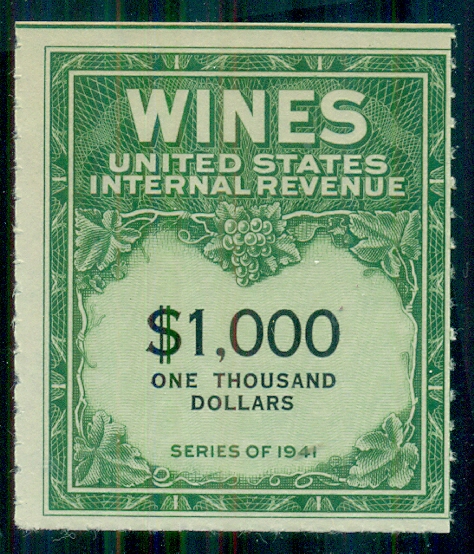 WINES
UNITED STATES
INTERNAL REVENUE
$1,000
ONE THOUSAND
DOLLARS
SERIES OF 1941